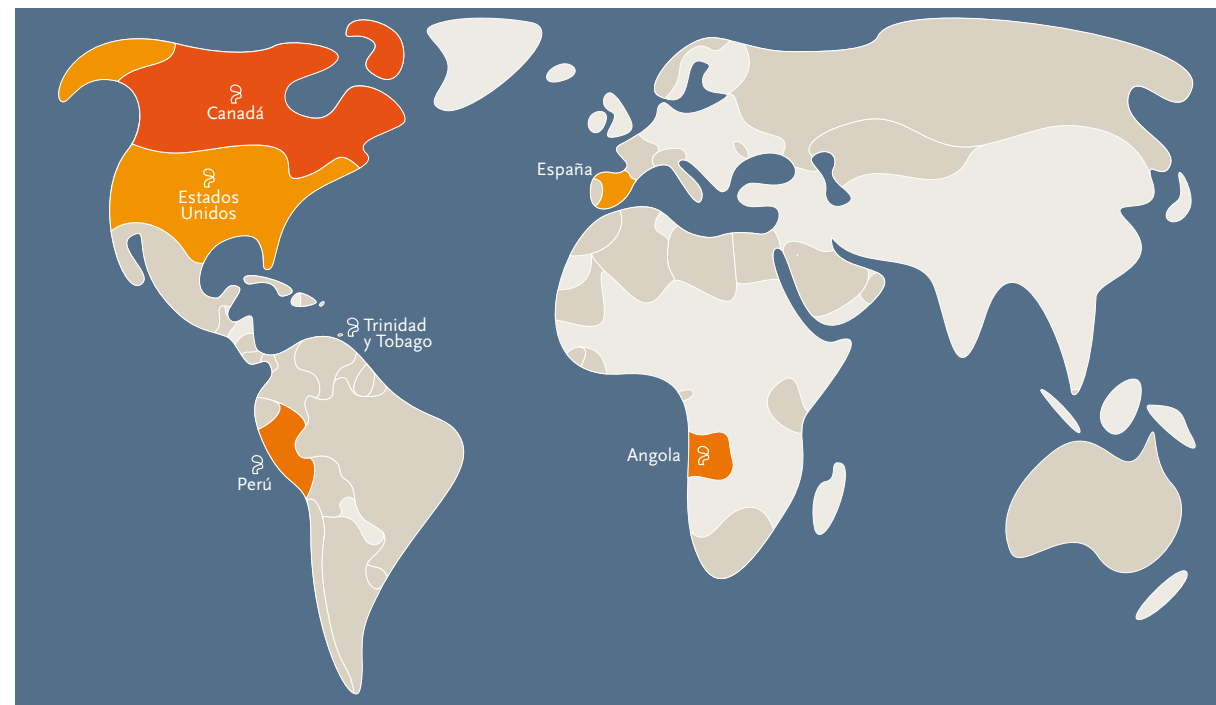 Canadá
Estados
Unidos
España
Trinidad
y Tobago
Angola
Perú